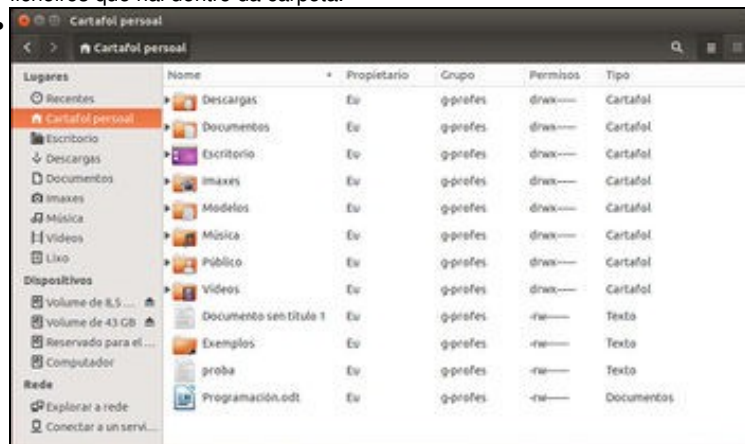 ficheiros que hai dentro da carpeta.
Cartafol persoal
Cartafol persoal
Lugares
Recentes
Cartafol persoal
Escritorio
Descargas
Documentos
Imaxes
Música
Vídeos
Lixo
Dispositivos
Volume de 8,5 ...
Volume de 43 GB
Reservado para el ...
Computador
Rede
Explorar a rede
Conectar a un servi...
Nome Propietario Grupo Permisos Tipo
Descargas Eu g-profes drwx------ Cartafol
Documentos Eu g-profes drwx------ Cartafol
Escritorio Eu g-profes drwx------ Cartafol
Imaxes Eu g-profes drwx------ Cartafol
Modelos Eu g-profes drwx------ Cartafol
Música Eu g-profes drwx------ Cartafol
Público Eu g-profes drwx------ Cartafol
Vídeos Eu g-profes drwx------ Cartafol
Documento sen título 1 Eu g-profes -rw------- Texto
Exemplos Eu g-profes -rw------- Texto
proba Eu g-profes -rw------- Texto
Programación.odt Eu g-profes -rw------- Documentos